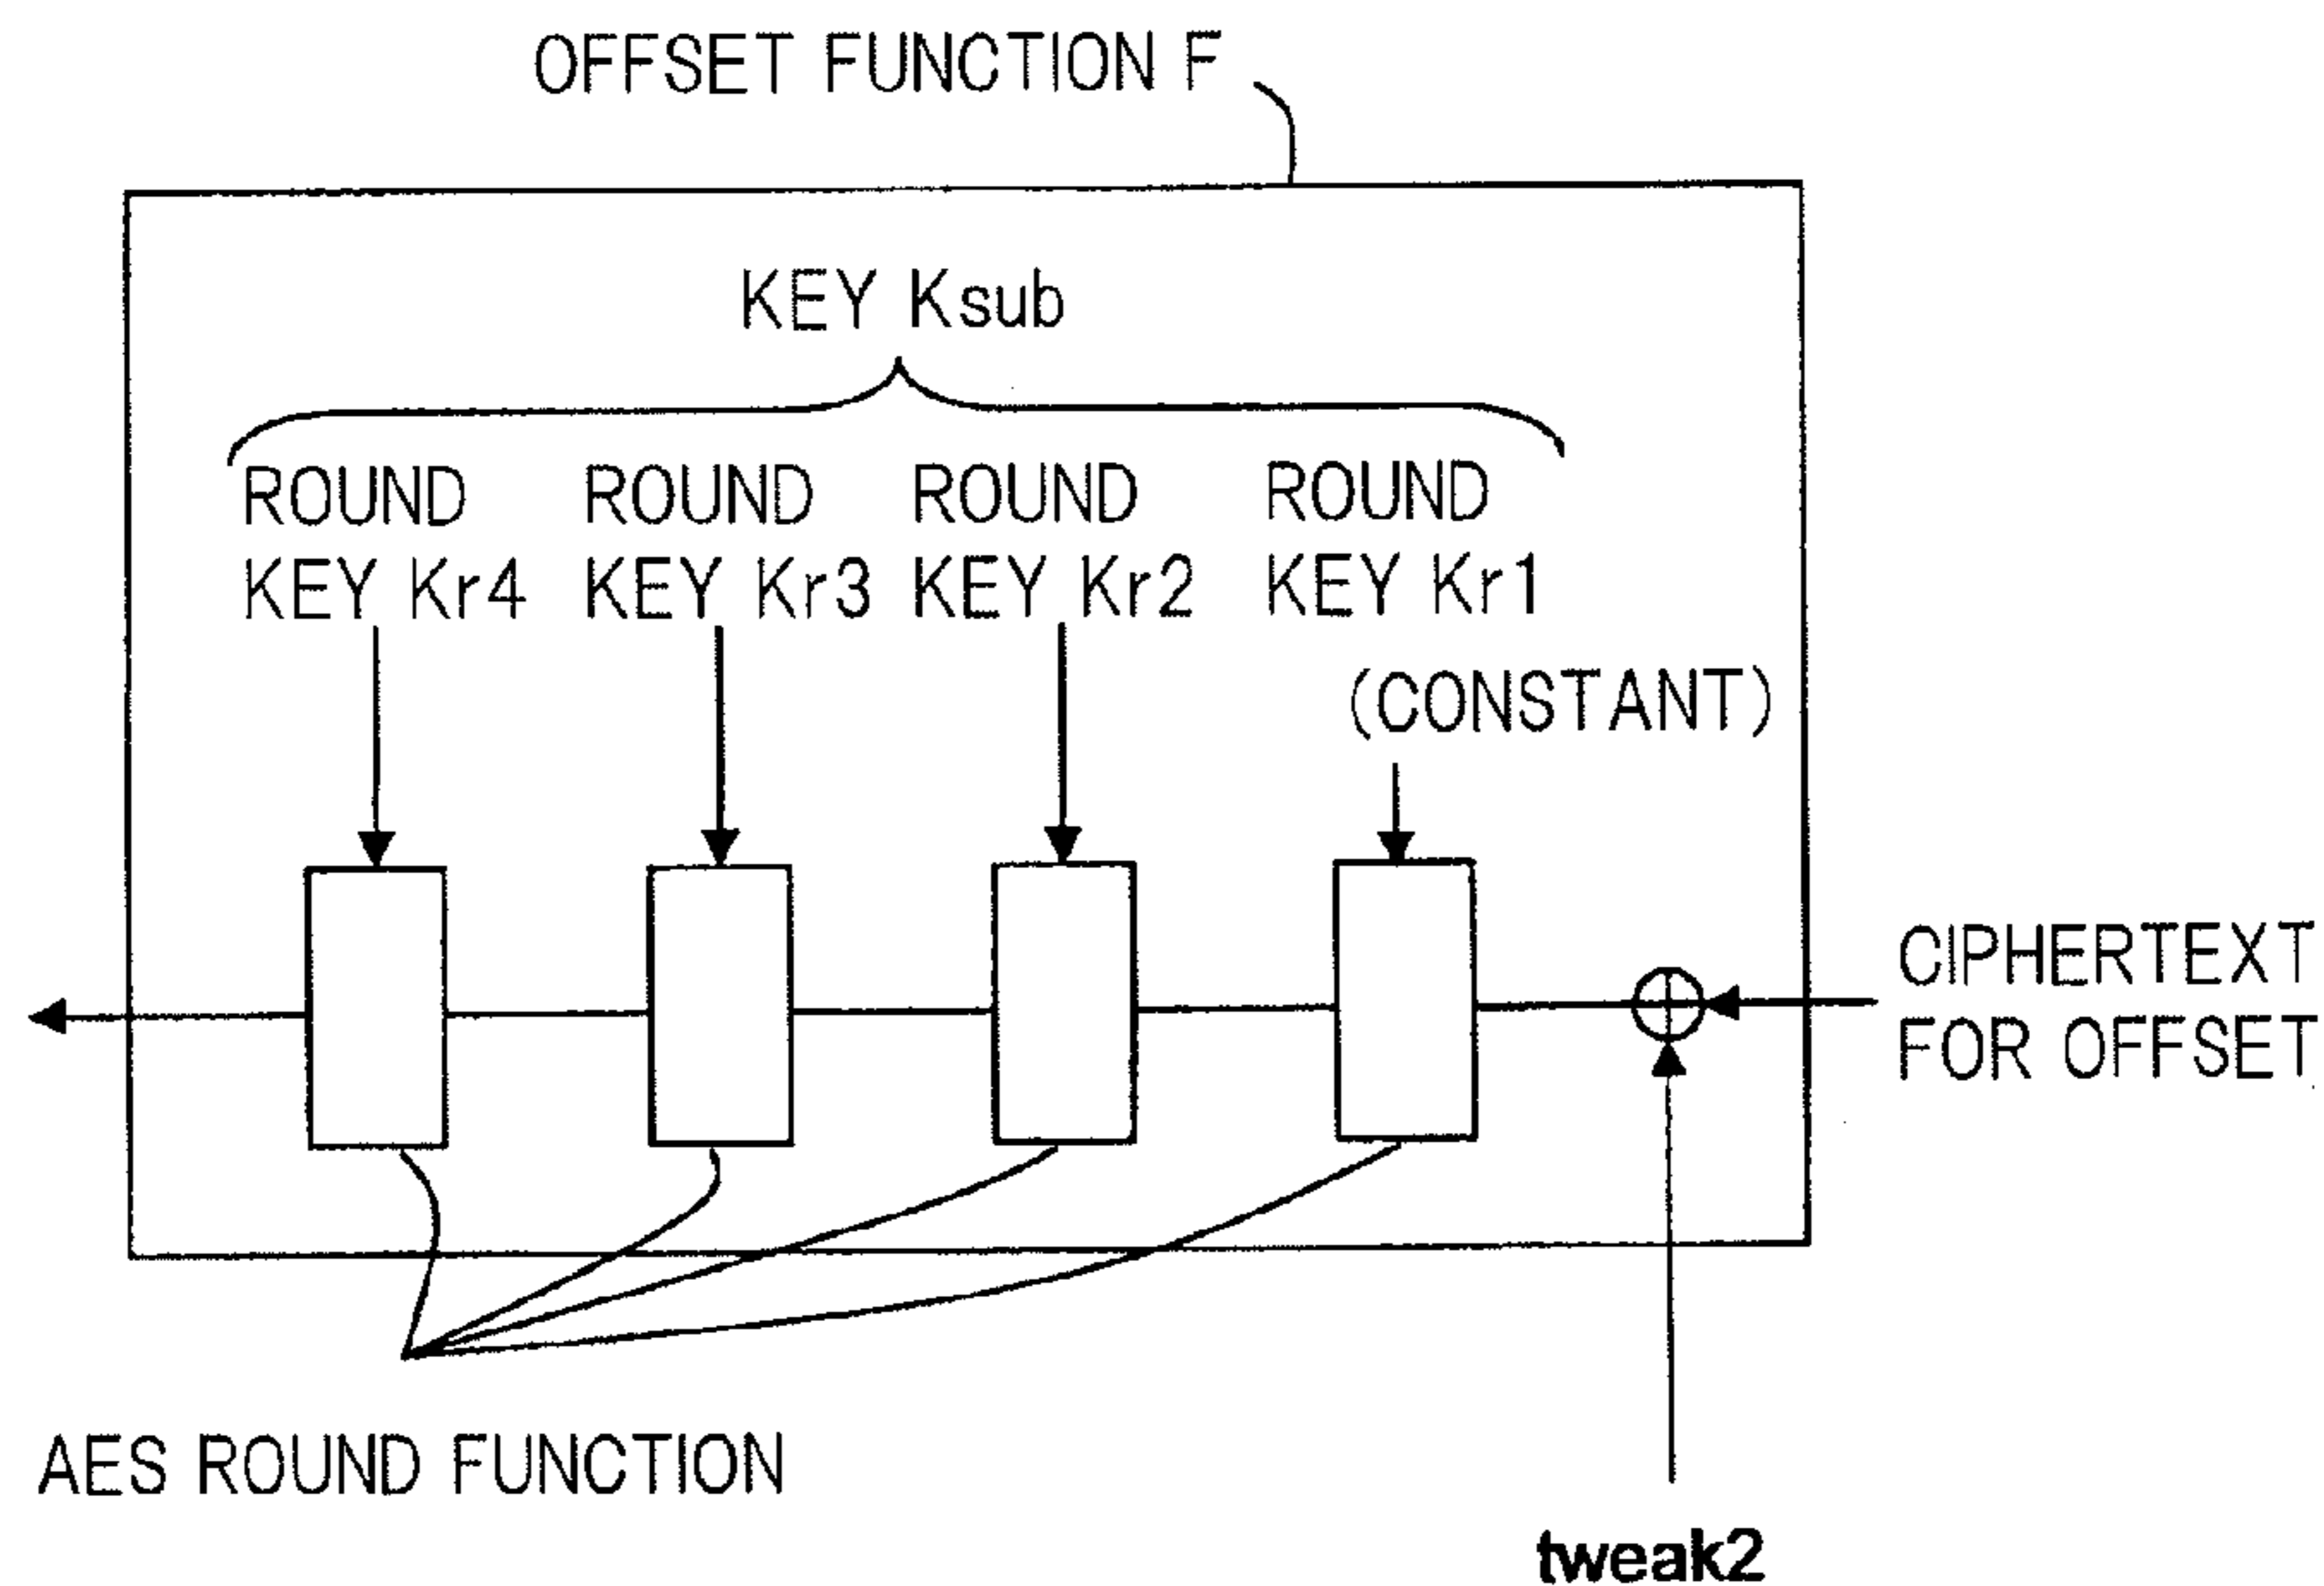 OFFSET FUNCTION F
KEY Ksub
ROUND KEY Kr4
ROUND KEY Kr3
ROUND KEY Kr2
ROUND KEY Kr1
(CONSTANT)
CIPHERTEXT
FOR OFFSET
AES ROUND FUNCTION
tweak2